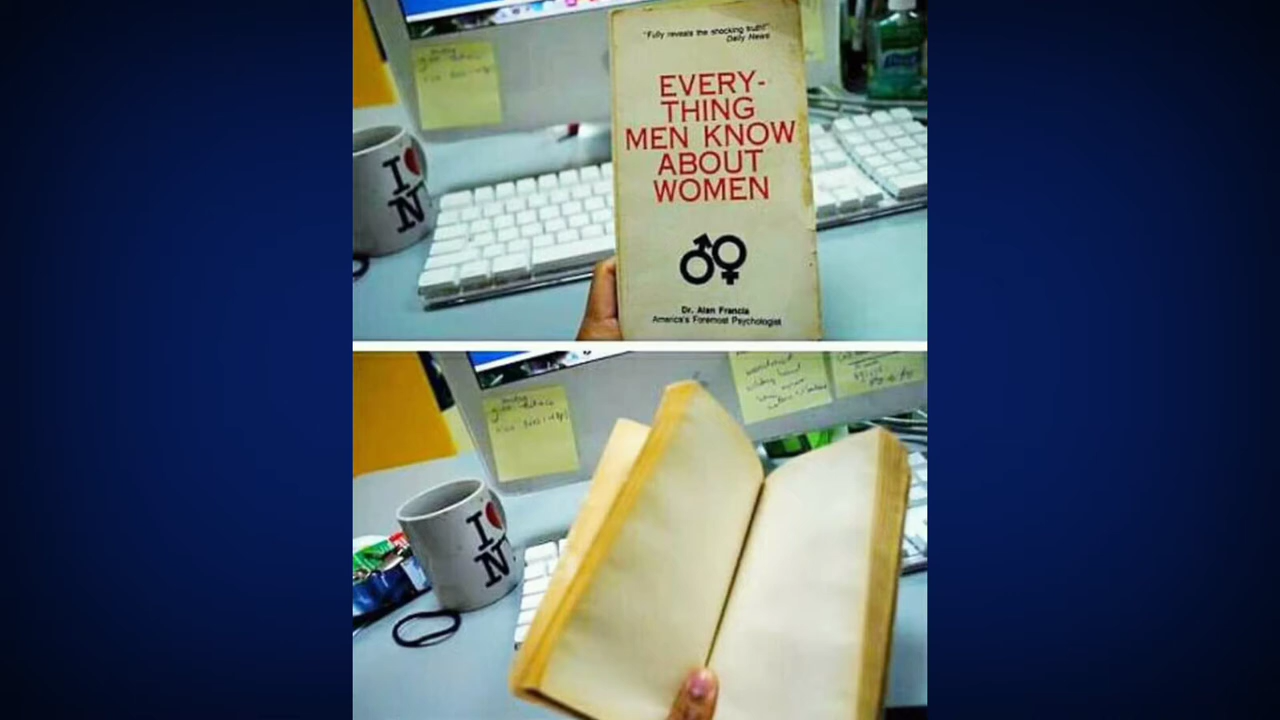 "Fully reveals the shocking truth!"
Daily News
EVERY-
THING
MEN KNOW
ABOUT
WOMEN
Dr. Alan Francis
America's Foremost Psychologist
I ♥
N
I ♥
N